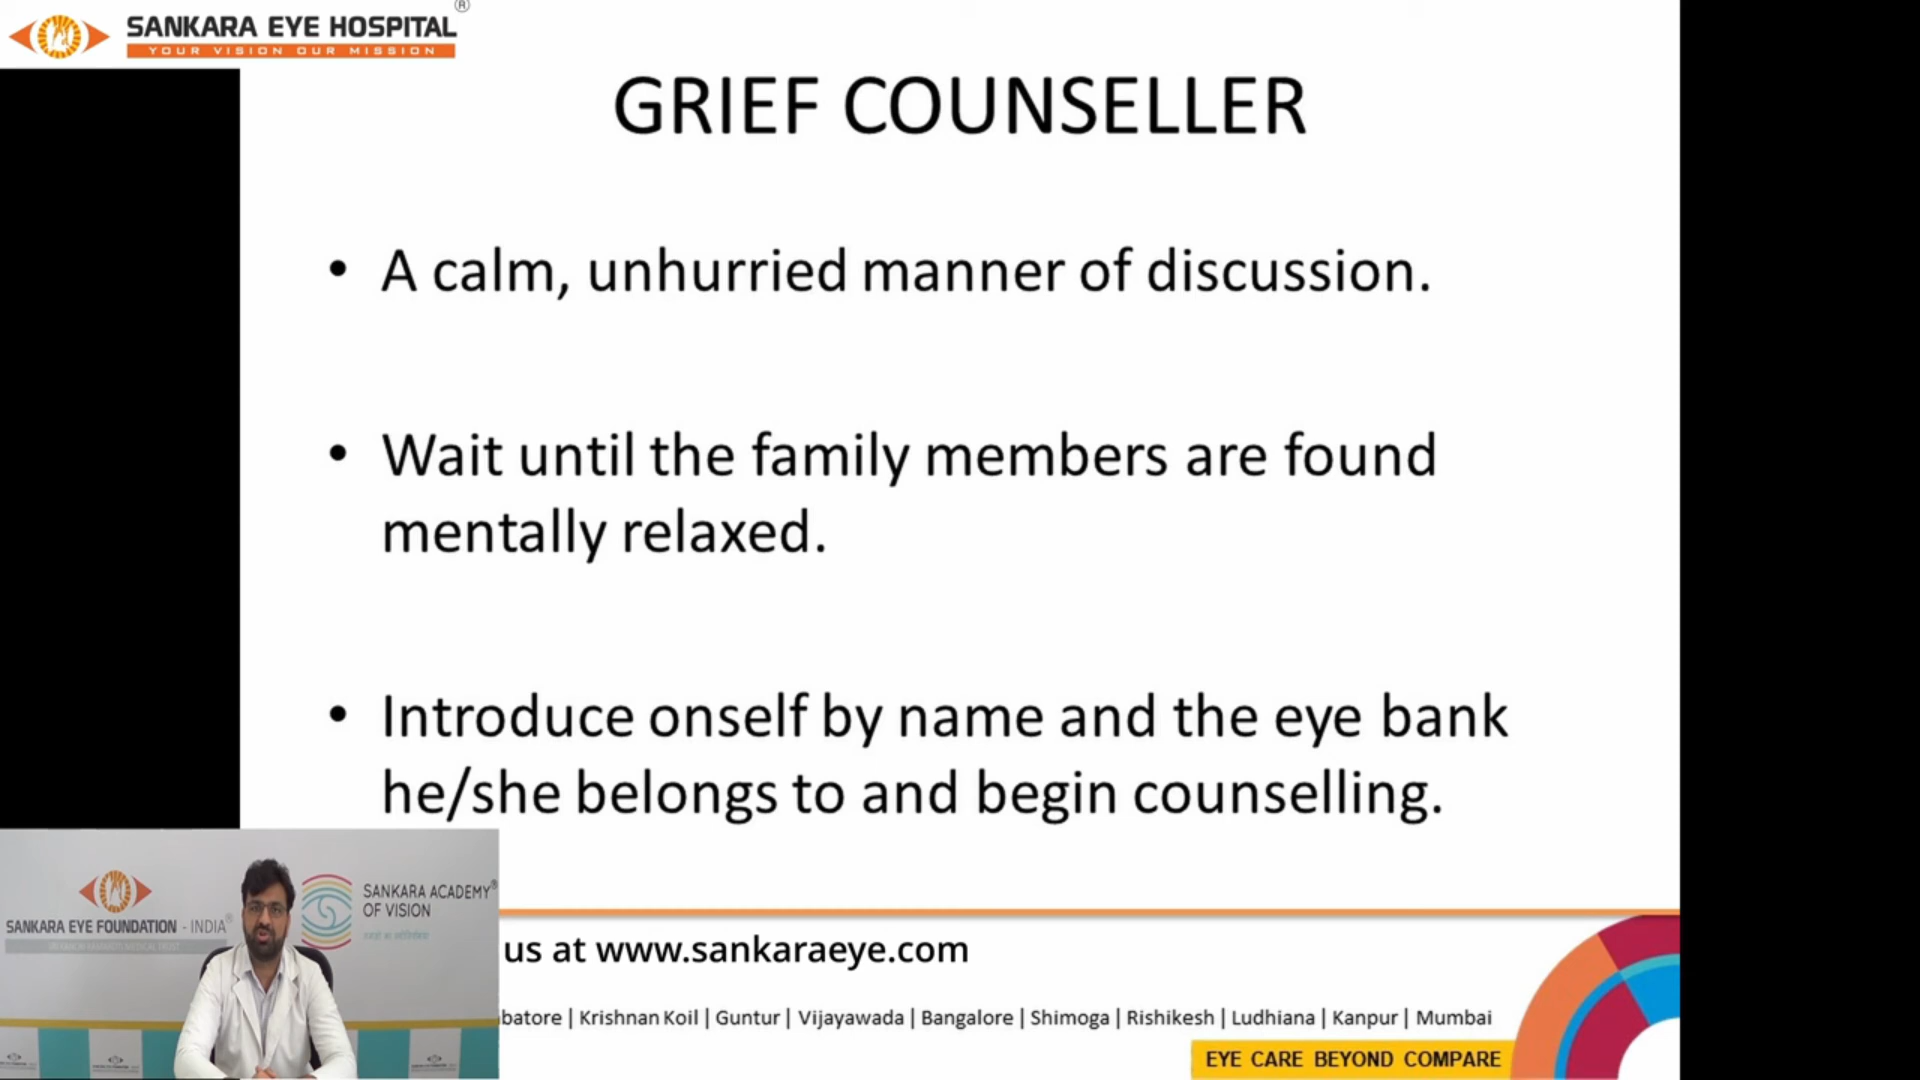 SANKARA EYE HOSPITAL®
YOUR VISION OUR MISSION
GRIEF COUNSELLER
• A calm, unhurried manner of discussion.
• Wait until the family members are found
mentally relaxed.
• Introduce onself by name and the eye bank
he/she belongs to and begin counselling.
SANKARA EYE FOUNDATION - INDIA®
SANKARA ACADEMY®
OF VISION
us at www.sankaraeye.com
batore | Krishnan Koil | Guntur | Vijayawada | Bangalore | Shimoga | Rishikesh | Ludhiana | Kanpur | Mumbai
EYE CARE BEYOND COMPARE